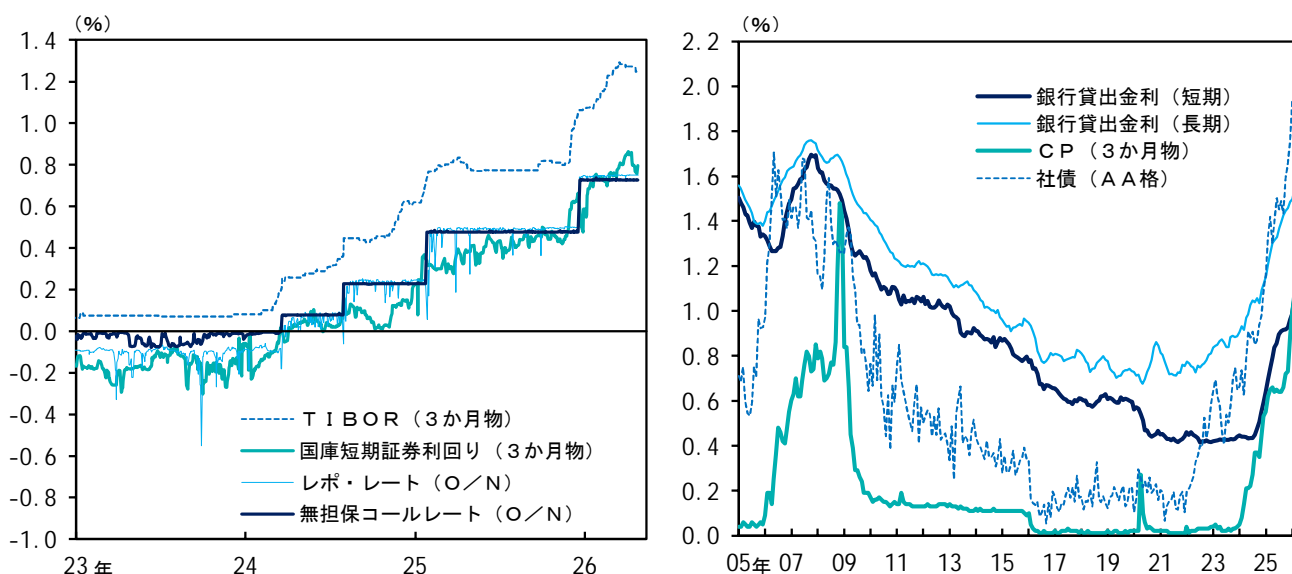 （％）
1.4
1.2
1.0
0.8
0.6
0.4
0.2
0.0
-0.2
-0.4
-0.6
-0.8
-1.0
ＴＩＢＯＲ（３か月物）
国庫短期証券利回り（３か月物）
レポ・レート（Ｏ／Ｎ）
無担保コールレート（Ｏ／Ｎ）
23年 24 25 26
（％）
2.2
2.0
1.8
1.6
1.4
1.2
1.0
0.8
0.6
0.4
0.2
0.0
銀行貸出金利（短期）
銀行貸出金利（長期）
ＣＰ（３か月物）
社債（ＡＡ格）
05年 07 09 11 13 15 17 19 21 23 25